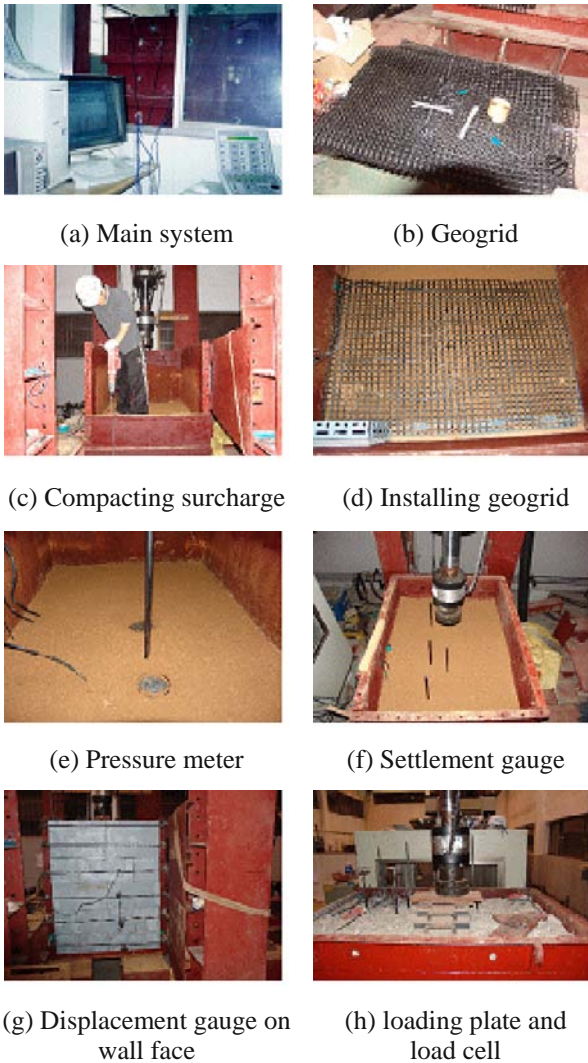 (a) Main system
(b) Geogrid
(c) Compacting surcharge
(d) Installing geogrid
(e) Pressure meter
(f) Settlement gauge
(g) Displacement gauge on
wall face
(h) loading plate and
load cell